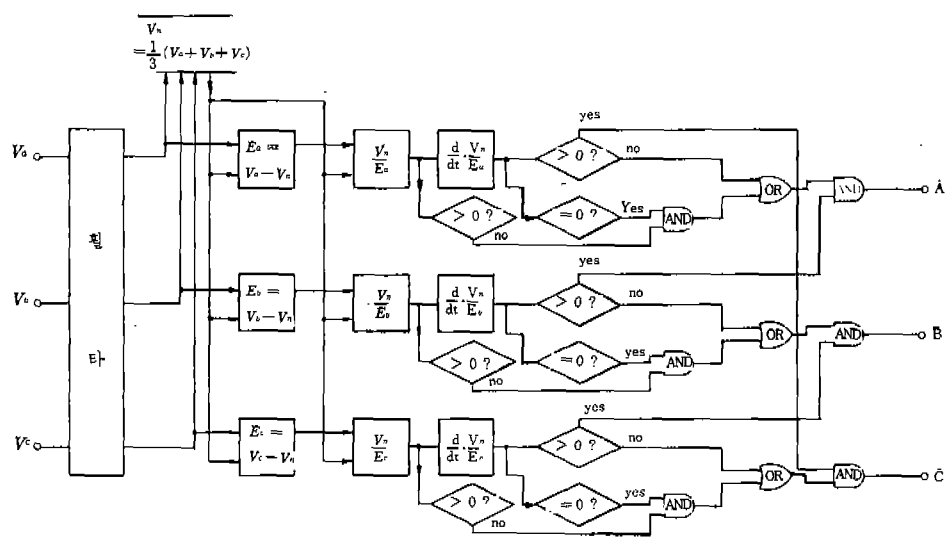 Vn
= 1/3 (Va + Vb + Vc)
Va
Vb
Vc
필
타
Ea =
Va − Vn
Vn
Ea
d/dt · Vn/Ea
> 0 ?
yes
no
> 0 ?
no
= 0 ?
Yes
AND
OR
AND
A
Eb =
Vb − Vn
Vn
Eb
d/dt · Vn/Eb
> 0 ?
yes
no
> 0 ?
no
= 0 ?
yes
AND
OR
AND
B
Ec =
Vc − Vn
Vn
Ec
d/dt · Vn/Ec
> 0 ?
yes
no
> 0 ?
no
= 0 ?
yes
AND
OR
AND
C